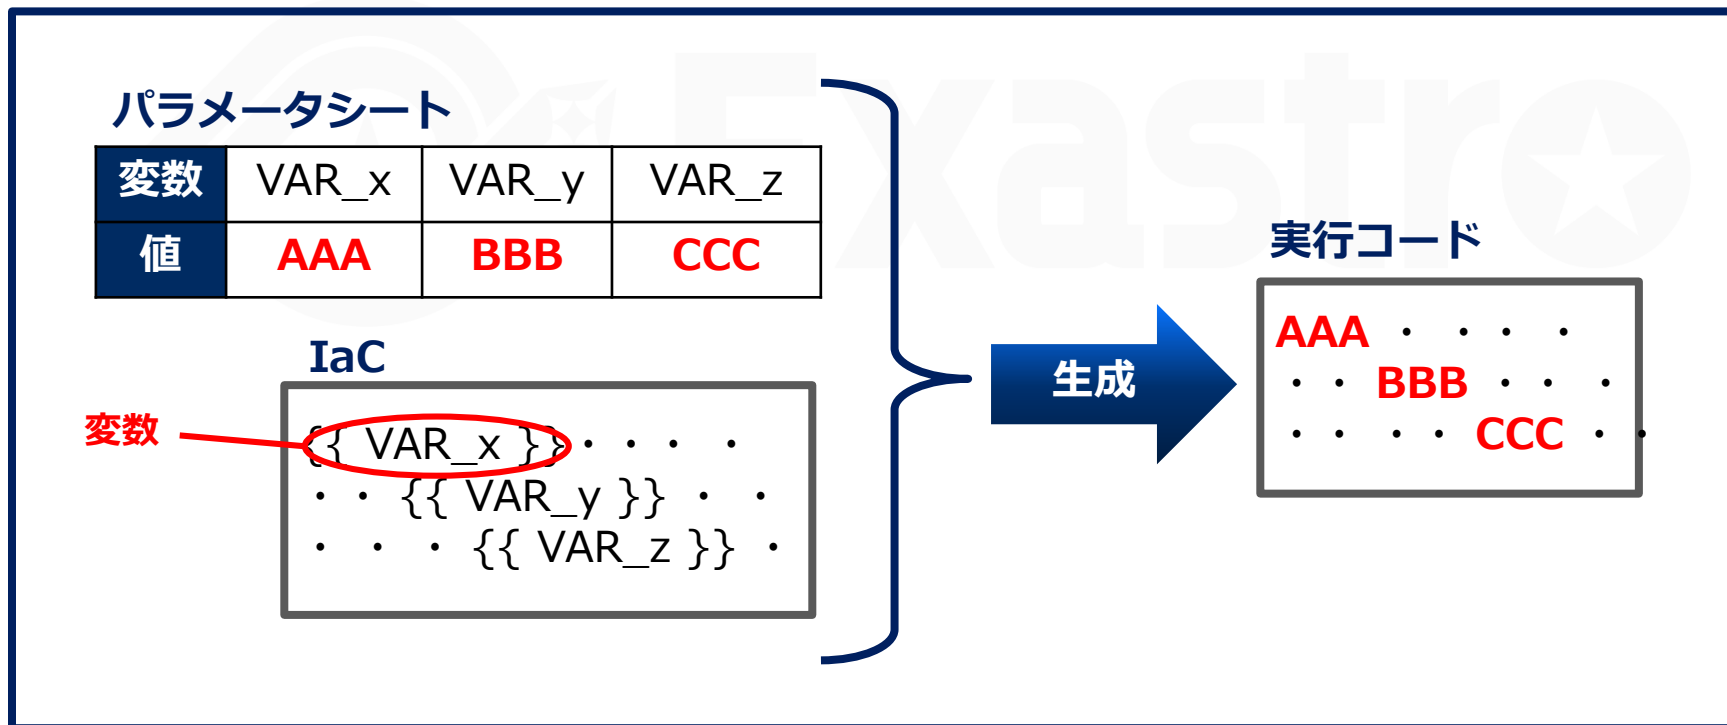 Exastro
パラメータシート
変数 VAR_x VAR_y VAR_z
値 AAA BBB CCC
IaC
変数
{{ VAR_x }}・・・・
・・{{ VAR_y }}・・
・・・{{ VAR_z }}・
生成
実行コード
AAA・・・・
・・BBB・・・
・・・・CCC・・